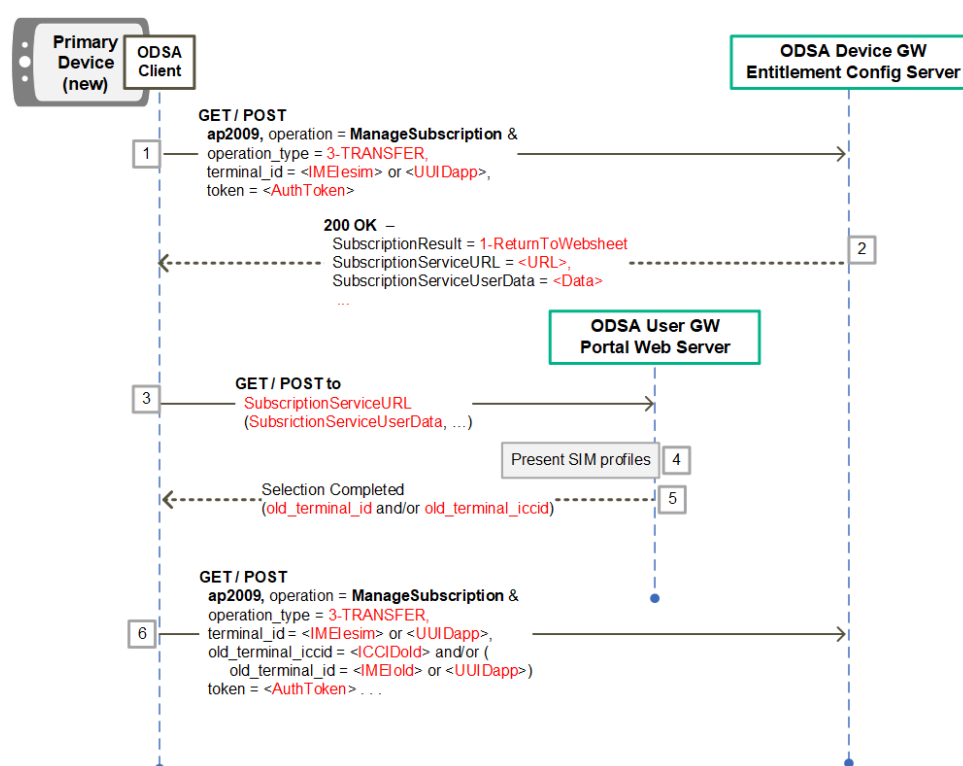 Primary
Device
(new)
ODSA
Client
ODSA Device GW
Entitlement Config Server
GET / POST
ap2009, operation = ManageSubscription &
operation_type = 3-TRANSFER,
terminal_id = <IMEIesim> or <UUIDapp>,
token = <AuthToken>
1
200 OK –
SubscriptionResult = 1-ReturnToWebsheet
SubscriptionServiceURL = <URL>,
SubscriptionServiceUserData = <Data>
...
2
ODSA User GW
Portal Web Server
GET / POST to
SubscriptionServiceURL
(SubsrictionServiceUserData, ...)
3
Present SIM profiles
4
Selection Completed
(old_terminal_id and/or old_terminal_iccid)
5
GET / POST
ap2009, operation = ManageSubscription &
operation_type = 3-TRANSFER,
terminal_id = <IMEIesim> or <UUIDapp>,
old_terminal_iccid = <ICCIDold> and/or (
old_terminal_id = <IMEIold> or <UUIDapp>)
token = <AuthToken> . . .
6